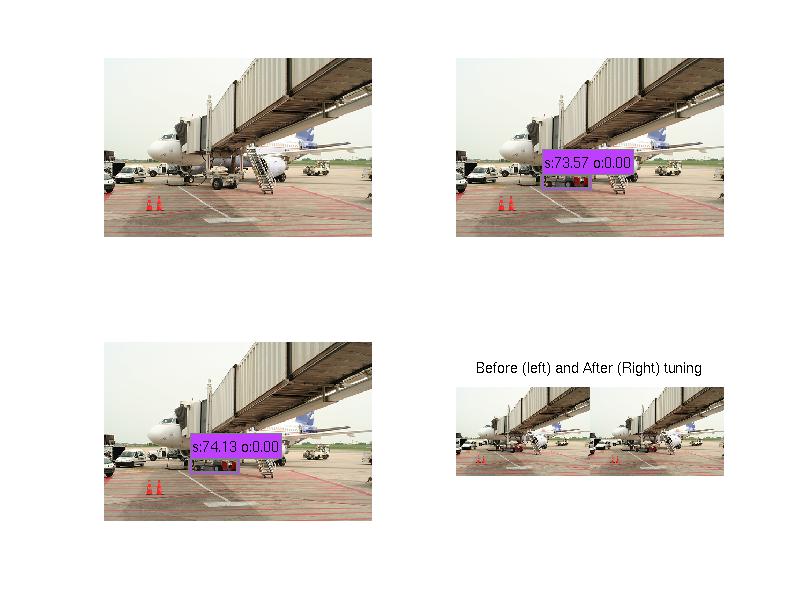 s:73.57 o:0.00
s:74.13 o:0.00
Before (left) and After (Right) tuning